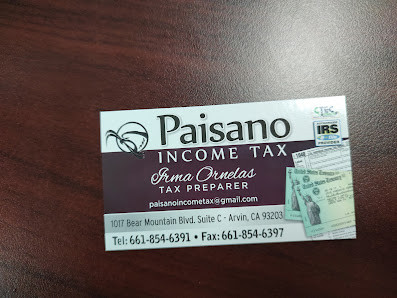 CTEC
Paisano
IRS
INCOME TAX
1040
Irma Ornelas
TAX PREPARER
paisanoincometax@gmail.com
1017 Bear Mountain Blvd. Suite C - Arvin, CA 93203
Tel: 661-854-6391 • Fax: 661-854-6397